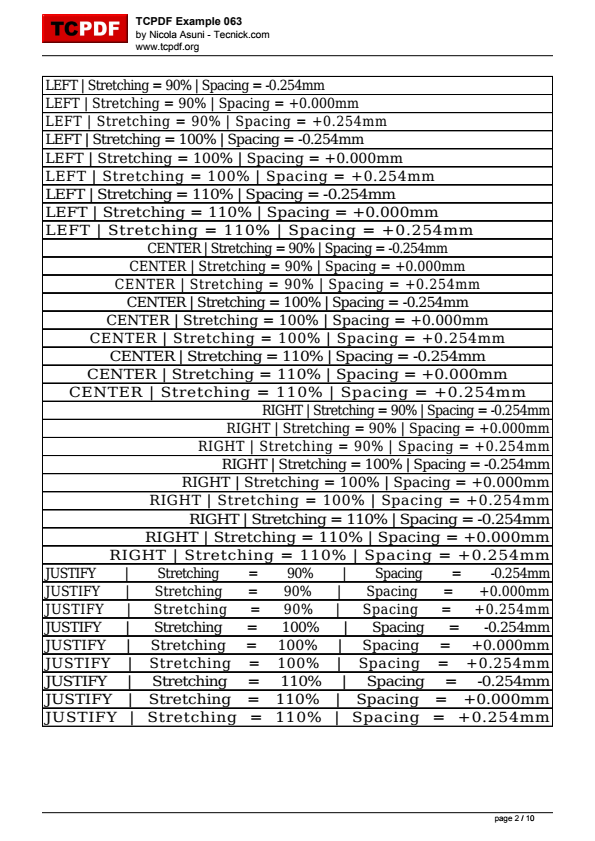 TCPDF
TCPDF Example 063
by Nicola Asuni - Tecnick.com
www.tcpdf.org
LEFT | Stretching = 90% | Spacing = -0.254mm
LEFT | Stretching = 90% | Spacing = +0.000mm
LEFT | Stretching = 90% | Spacing = +0.254mm
LEFT | Stretching = 100% | Spacing = -0.254mm
LEFT | Stretching = 100% | Spacing = +0.000mm
LEFT | Stretching = 100% | Spacing = +0.254mm
LEFT | Stretching = 110% | Spacing = -0.254mm
LEFT | Stretching = 110% | Spacing = +0.000mm
LEFT | Stretching = 110% | Spacing = +0.254mm
CENTER | Stretching = 90% | Spacing = -0.254mm
CENTER | Stretching = 90% | Spacing = +0.000mm
CENTER | Stretching = 90% | Spacing = +0.254mm
CENTER | Stretching = 100% | Spacing = -0.254mm
CENTER | Stretching = 100% | Spacing = +0.000mm
CENTER | Stretching = 100% | Spacing = +0.254mm
CENTER | Stretching = 110% | Spacing = -0.254mm
CENTER | Stretching = 110% | Spacing = +0.000mm
CENTER | Stretching = 110% | Spacing = +0.254mm
RIGHT | Stretching = 90% | Spacing = -0.254mm
RIGHT | Stretching = 90% | Spacing = +0.000mm
RIGHT | Stretching = 90% | Spacing = +0.254mm
RIGHT | Stretching = 100% | Spacing = -0.254mm
RIGHT | Stretching = 100% | Spacing = +0.000mm
RIGHT | Stretching = 100% | Spacing = +0.254mm
RIGHT | Stretching = 110% | Spacing = -0.254mm
RIGHT | Stretching = 110% | Spacing = +0.000mm
RIGHT | Stretching = 110% | Spacing = +0.254mm
JUSTIFY | Stretching = 90% | Spacing = -0.254mm
JUSTIFY | Stretching = 90% | Spacing = +0.000mm
JUSTIFY | Stretching = 90% | Spacing = +0.254mm
JUSTIFY | Stretching = 100% | Spacing = -0.254mm
JUSTIFY | Stretching = 100% | Spacing = +0.000mm
JUSTIFY | Stretching = 100% | Spacing = +0.254mm
JUSTIFY | Stretching = 110% | Spacing = -0.254mm
JUSTIFY | Stretching = 110% | Spacing = +0.000mm
JUSTIFY | Stretching = 110% | Spacing = +0.254mm
page 2 / 10